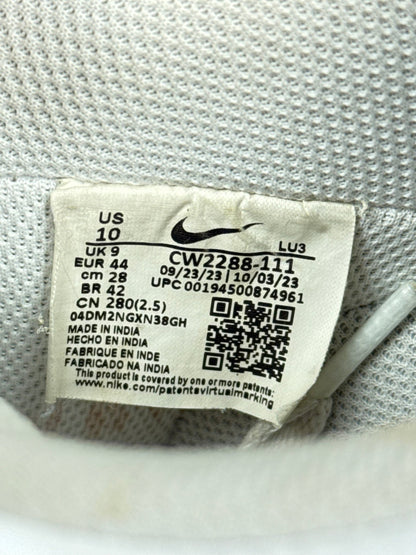 US
10
UK 9
EUR 44
cm 28
BR 42
CN 280(2.5)
LU3
CW2288-111
09/23/23 | 10/03/23
UPC 00194500874961
04DM2NGXN38GH
MADE IN INDIA
HECHO EN INDIA
FABRIQUE EN INDE
FABRICADO NA INDIA
This product is covered by one or more patents:
www.nike.com/patentsvirtualmarking